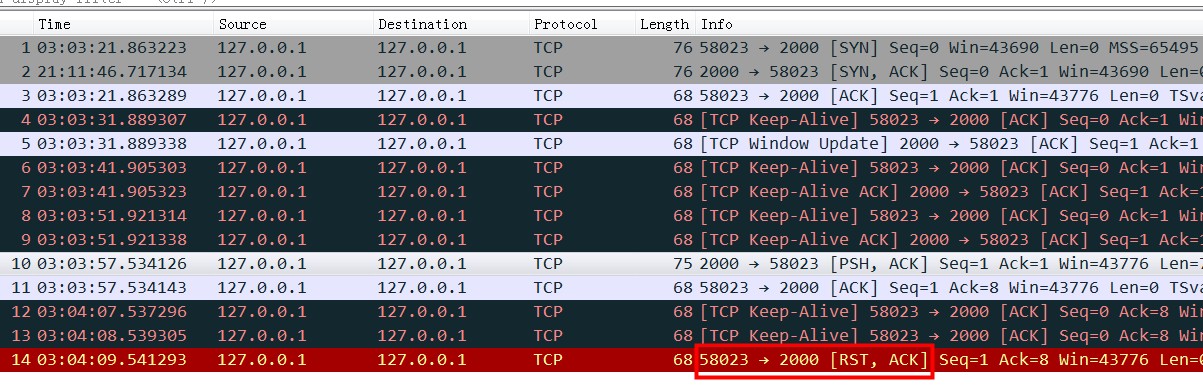 Time Source Destination Protocol Length Info
1 03:03:21.863223 127.0.0.1 127.0.0.1 TCP 76 58023 → 2000 [SYN] Seq=0 Win=43690 Len=0 MSS=65495
2 21:11:46.717134 127.0.0.1 127.0.0.1 TCP 76 2000 → 58023 [SYN, ACK] Seq=0 Ack=1 Win=43690 Len=
3 03:03:21.863289 127.0.0.1 127.0.0.1 TCP 68 58023 → 2000 [ACK] Seq=1 Ack=1 Win=43776 Len=0 TSva
4 03:03:31.889307 127.0.0.1 127.0.0.1 TCP 68 [TCP Keep-Alive] 58023 → 2000 [ACK] Seq=0 Ack=1 Wi
5 03:03:31.889338 127.0.0.1 127.0.0.1 TCP 68 [TCP Window Update] 2000 → 58023 [ACK] Seq=1 Ack=1
6 03:03:41.905303 127.0.0.1 127.0.0.1 TCP 68 [TCP Keep-Alive] 58023 → 2000 [ACK] Seq=0 Ack=1 Wi
7 03:03:41.905323 127.0.0.1 127.0.0.1 TCP 68 [TCP Keep-Alive ACK] 2000 → 58023 [ACK] Seq=1 Ack=
8 03:03:51.921314 127.0.0.1 127.0.0.1 TCP 68 [TCP Keep-Alive] 58023 → 2000 [ACK] Seq=0 Ack=1 Wi
9 03:03:51.921338 127.0.0.1 127.0.0.1 TCP 68 [TCP Keep-Alive ACK] 2000 → 58023 [ACK] Seq=1 Ack=
10 03:03:57.534126 127.0.0.1 127.0.0.1 TCP 75 2000 → 58023 [PSH, ACK] Seq=1 Ack=1 Win=43776 Len=
11 03:03:57.534143 127.0.0.1 127.0.0.1 TCP 68 58023 → 2000 [ACK] Seq=1 Ack=8 Win=43776 Len=0 TSva
12 03:04:07.537296 127.0.0.1 127.0.0.1 TCP 68 [TCP Keep-Alive] 58023 → 2000 [ACK] Seq=0 Ack=8 Wi
13 03:04:08.539305 127.0.0.1 127.0.0.1 TCP 68 [TCP Keep-Alive] 58023 → 2000 [ACK] Seq=0 Ack=8 Wi
14 03:04:09.541293 127.0.0.1 127.0.0.1 TCP 68 58023 → 2000 [RST, ACK] Seq=1 Ack=8 Win=43776 Len=